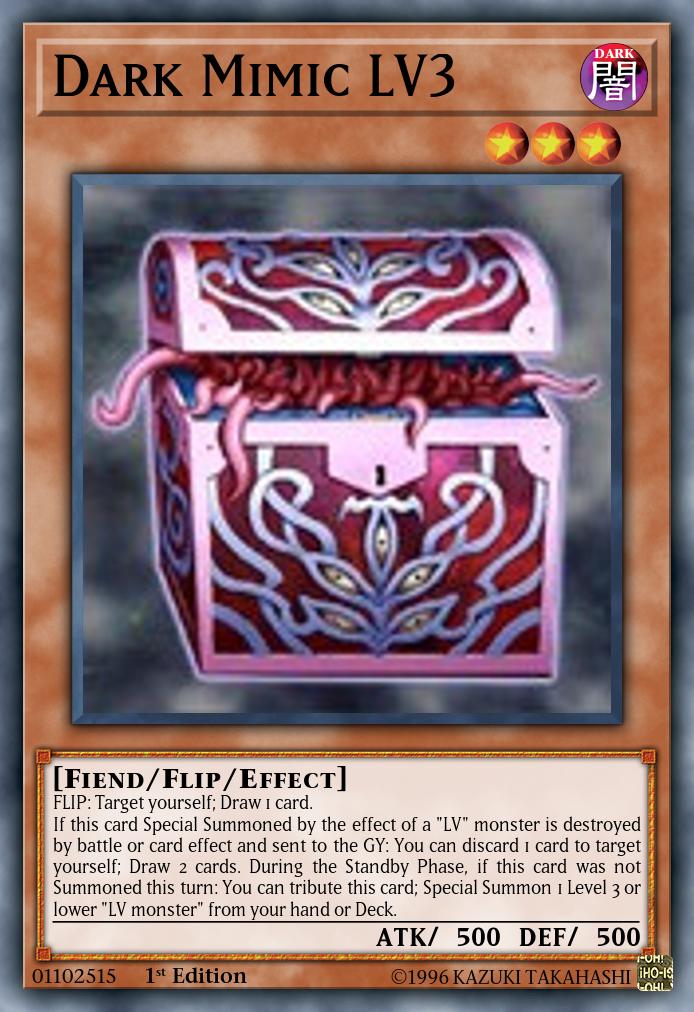 Dark Mimic LV3
DARK
闇
[Fiend/Flip/Effect]
FLIP: Target yourself; Draw 1 card.
If this card Special Summoned by the effect of a "LV" monster is destroyed
by battle or card effect and sent to the GY: You can discard 1 card to target
yourself; Draw 2 cards. During the Standby Phase, if this card was not
Summoned this turn: You can tribute this card; Special Summon 1 Level 3 or
lower "LV monster" from your hand or Deck.
ATK/ 500 DEF/ 500
01102515 1st Edition ©1996 KAZUKI TAKAHASHI